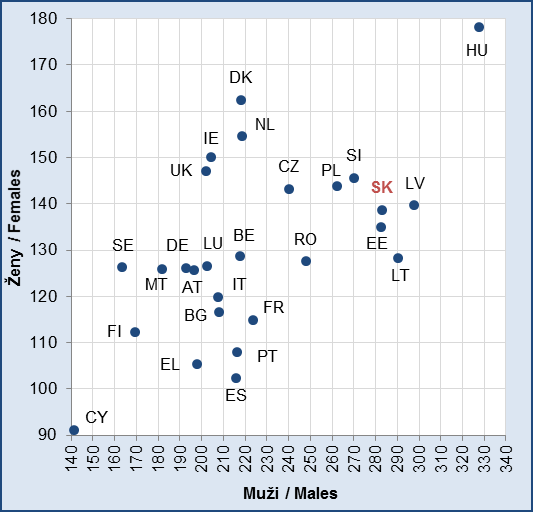 180
HU
170
DK
160
NL
IE
150
UK
CZ
PL
SI
SK
LV
140
SE
DE
LU
BE
RO
EE
130
MT
AT
IT
LT
120
BG
FR
FI
110
EL
PT
ES
100
CY
90
Ženy / Females
140 150 160 170 180 190 200 210 220 230 240 250 260 270 280 290 300 310 320 330 340
Muži / Males